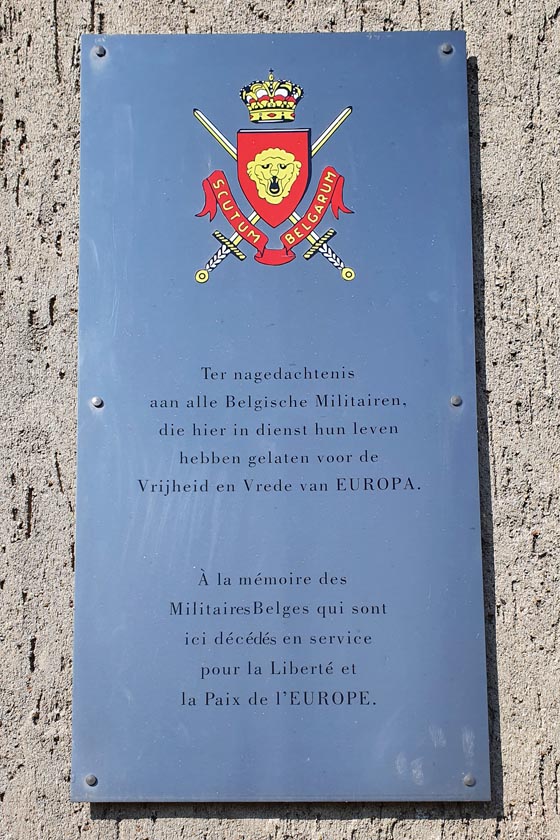 SCUTUM BELGARUM
Ter nagedachtenis
aan alle Belgische Militairen,
die hier in dienst hun leven
hebben gelaten voor de
Vrijheid en Vrede van EUROPA.
À la mémoire des
MilitairesBelges qui sont
ici décédés en service
pour la Liberté et
la Paix de l'EUROPE.